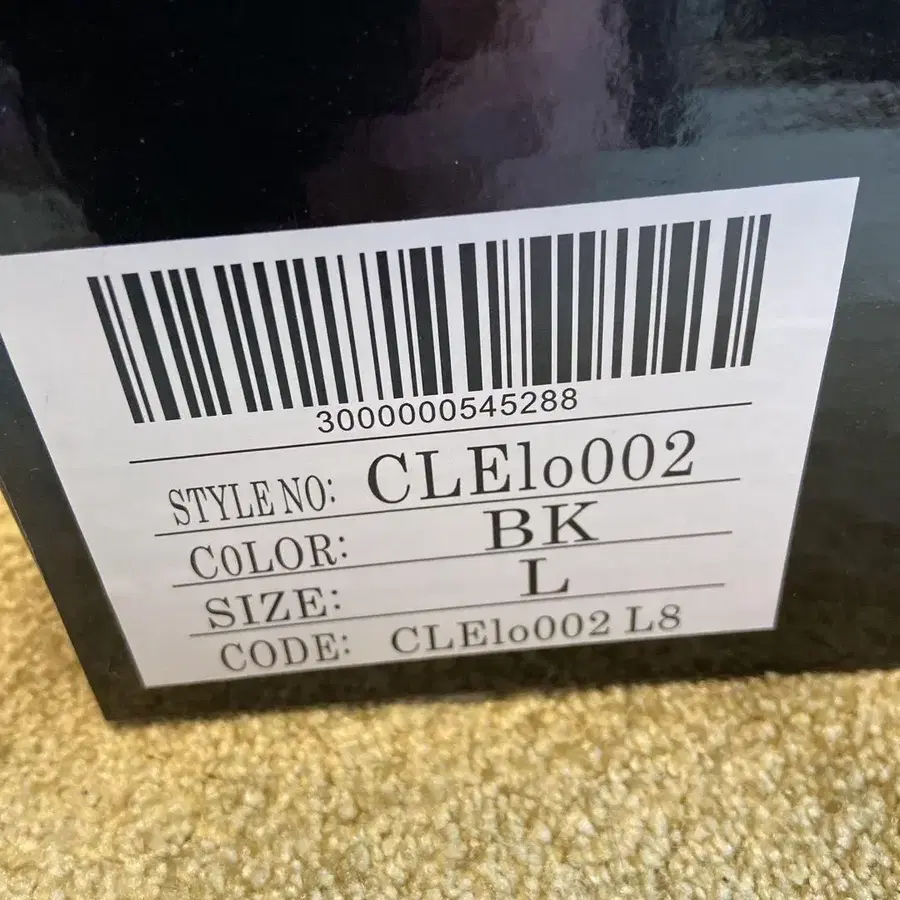 3000000545288
STYLE NO: CLElo002
COLOR: BK
SIZE: L
CODE: CLElo002 L8